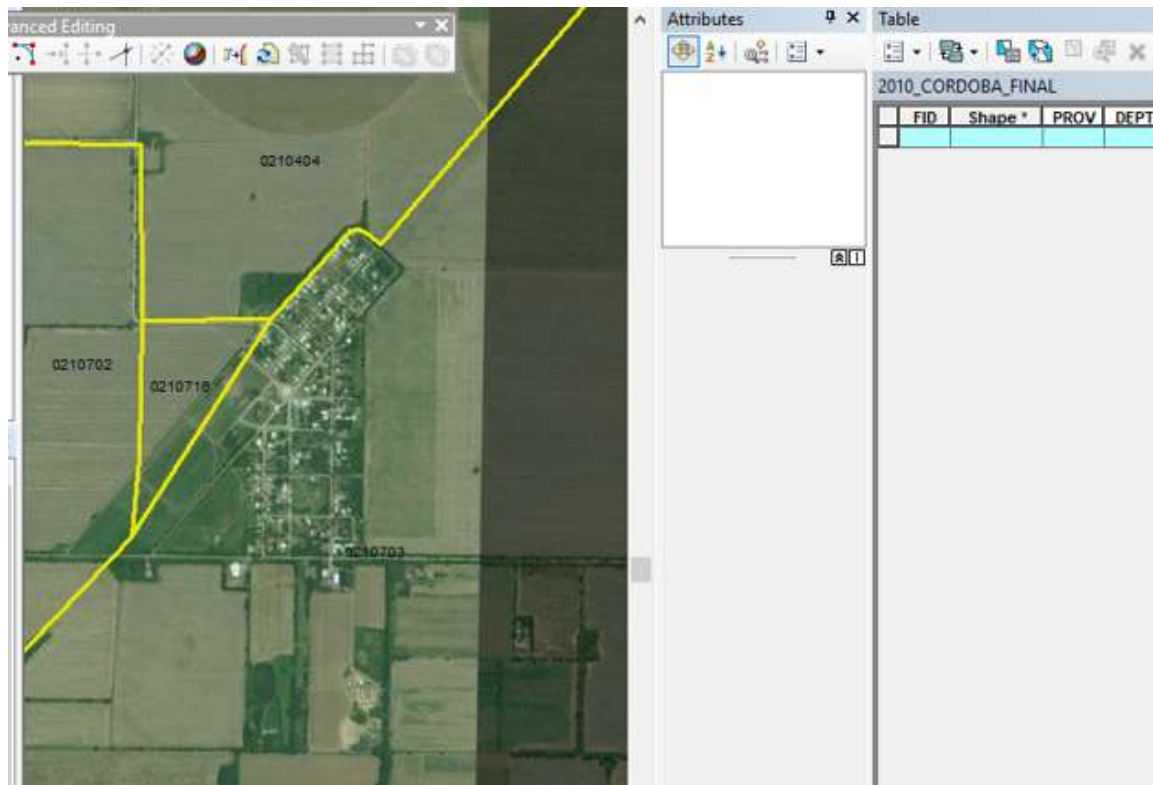 anced Editing
Attributes
Table
2010_CORDOBA_FINAL
FID Shape * PROV DEPT
0210404
0210702
0210716
0210703